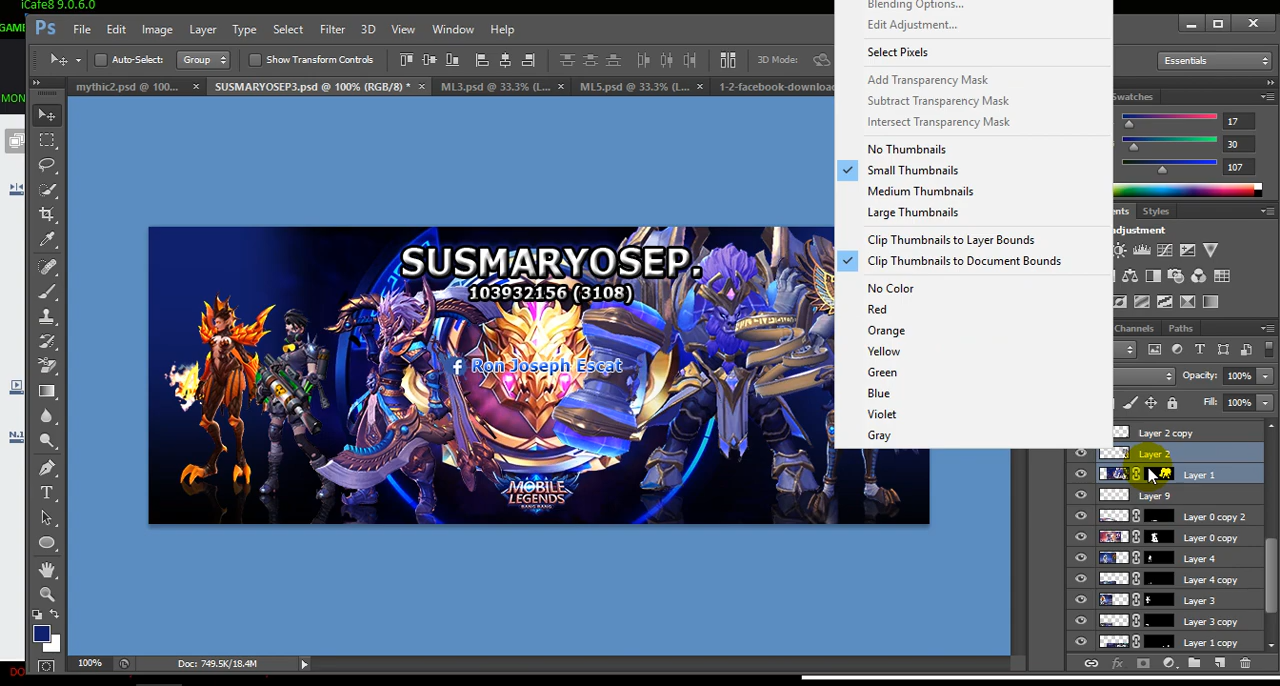 iCafe8 9.0.6.0
GAME
MON
Ps File Edit Image Layer Type Select Filter 3D View Window Help
Auto-Select: Group Show Transform Controls 3D Mode: Essentials
mythic2.psd @ 100... × SUSMARYOSEP3.psd @ 100% (RGB/8) * × ML3.psd @ 33.3% (L... × ML5.psd @ 33.3% (L... × 1-2-facebook-download
Blending Options...
Edit Adjustment...
Select Pixels
Add Transparency Mask
Subtract Transparency Mask
Intersect Transparency Mask
No Thumbnails
Small Thumbnails
Medium Thumbnails
Large Thumbnails
Clip Thumbnails to Layer Bounds
Clip Thumbnails to Document Bounds
No Color
Red
Orange
Yellow
Green
Blue
Violet
Gray
Swatches
17
30
107
ents Styles
adjustment
Channels Paths
Opacity: 100%
Fill: 100%
Layer 2 copy
Layer 2
Layer 1
Layer 9
Layer 0 copy 2
Layer 0 copy
Layer 4
Layer 4 copy
Layer 3
Layer 3 copy
Layer 1 copy
SUSMARYOSEP.
103932156 (3108)
f Ron Joseph Escat
MOBILE
LEGENDS
BANG BANG
N.1
DO
100% Doc: 749.5K/18.4M